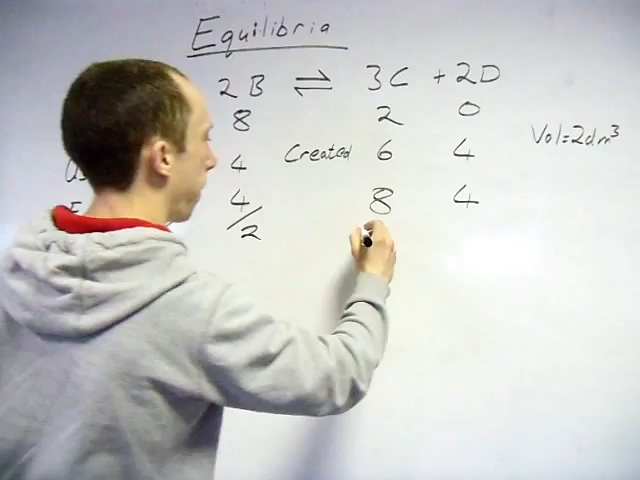 Equilibria
2B ⇌ 3C + 2D
8 2 0
Vol=2dm³
4 Created 6 4
4/2 8 4